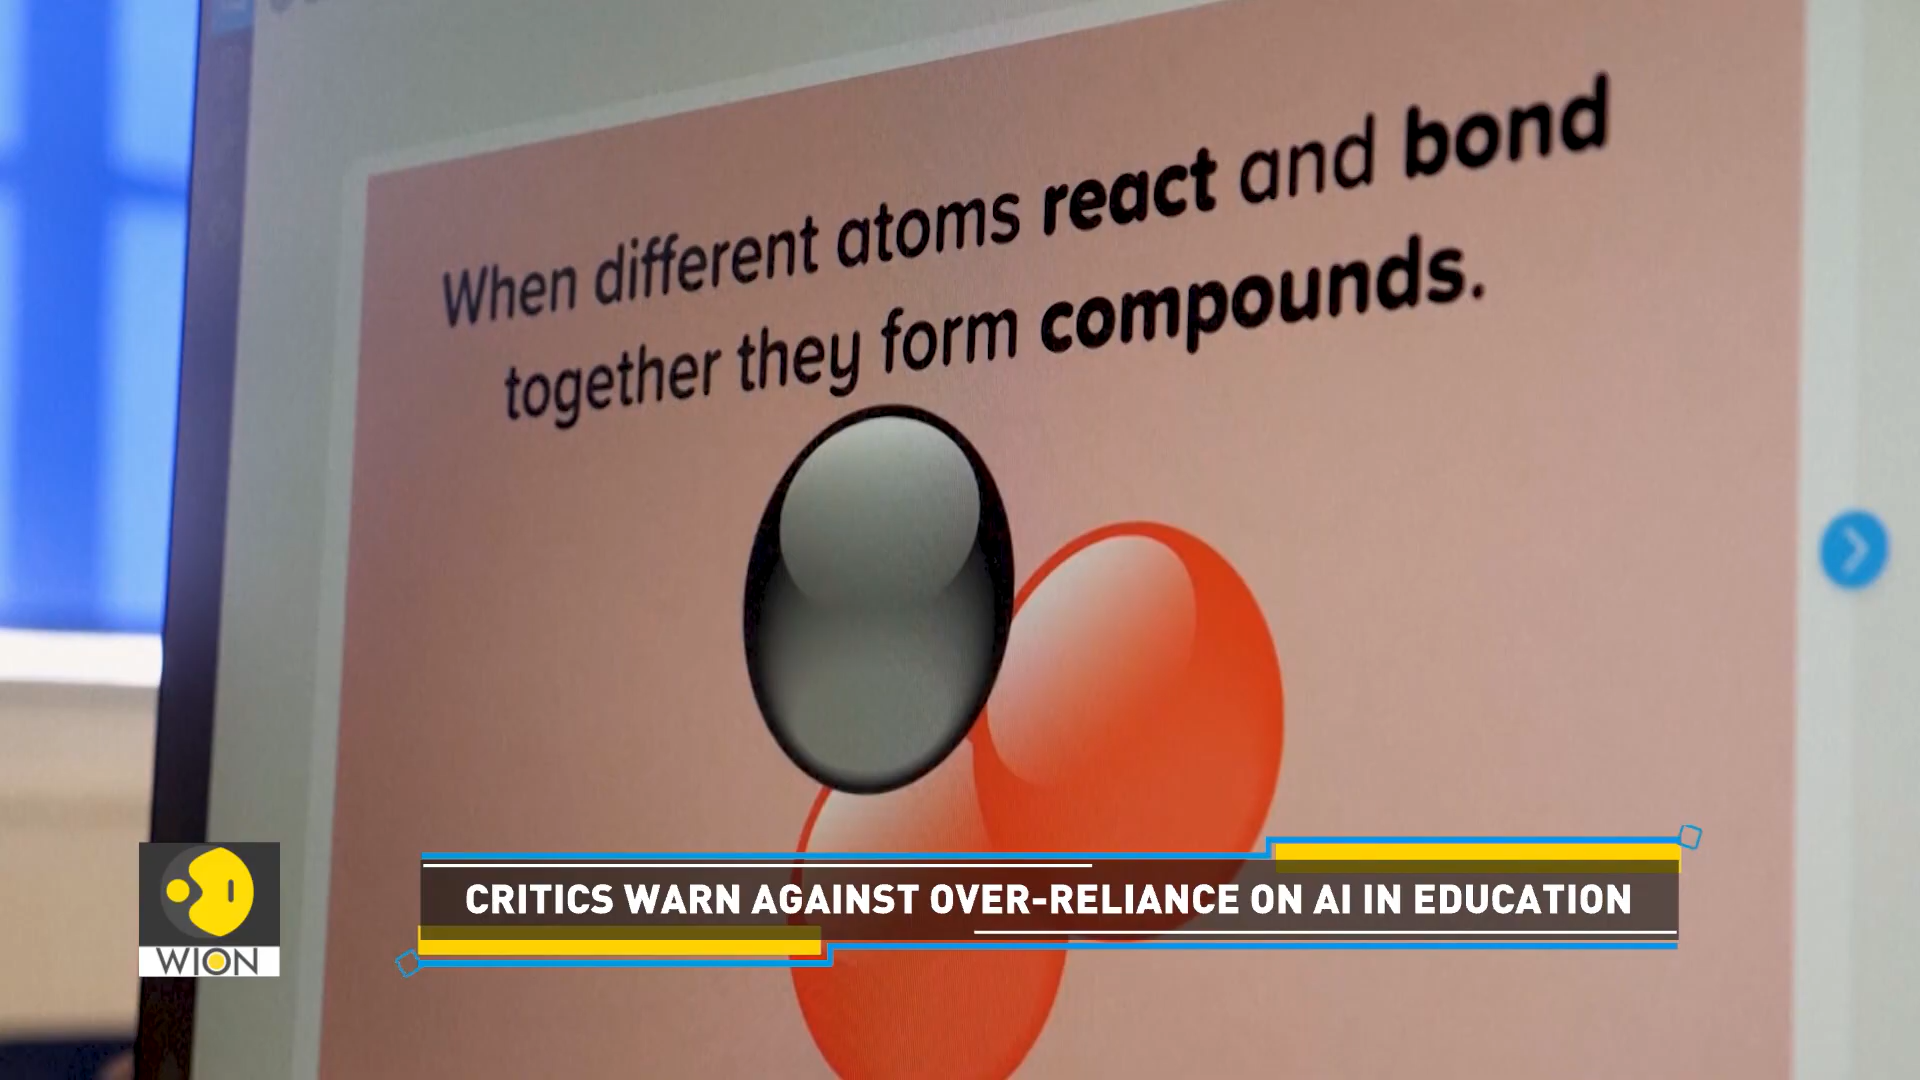 When different atoms react and bond
together they form compounds.
CRITICS WARN AGAINST OVER-RELIANCE ON AI IN EDUCATION
WION